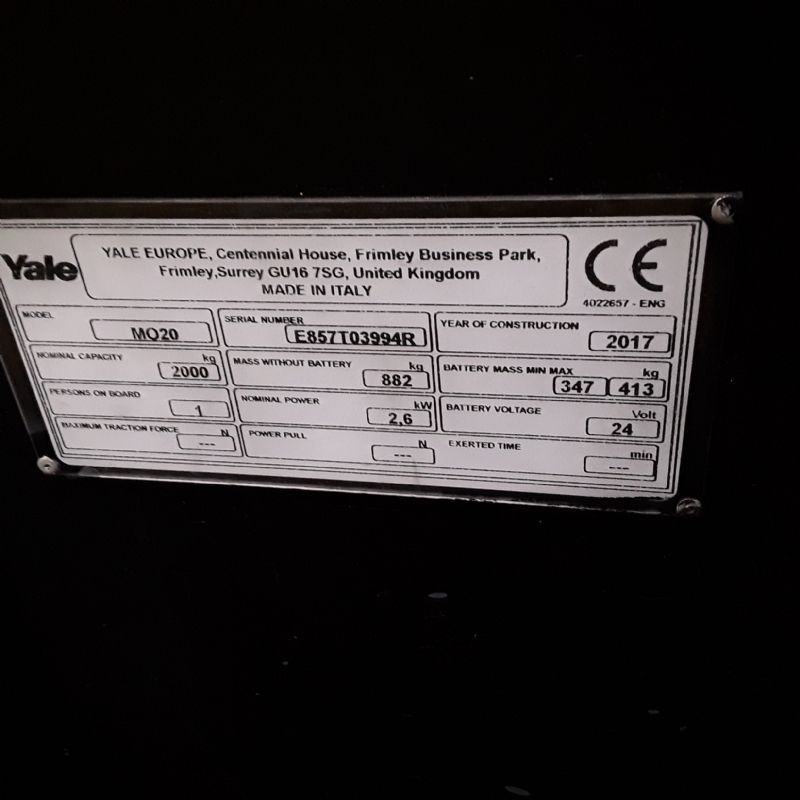 Yale
YALE EUROPE, Centennial House, Frimley Business Park,
Frimley,Surrey GU16 7SG, United Kingdom
MADE IN ITALY
CE
4022657 - ENG
MODEL MO20
SERIAL NUMBER E857T03994R
YEAR OF CONSTRUCTION 2017
NOMINAL CAPACITY kg 2000
MASS WITHOUT BATTERY kg 882
BATTERY MASS MIN MAX kg 347 413
PERSONS ON BOARD 1
NOMINAL POWER kW 2,6
BATTERY VOLTAGE Volt 24
MAXIMUM TRACTION FORCE N ---
POWER PULL N ---
EXERTED TIME min ---